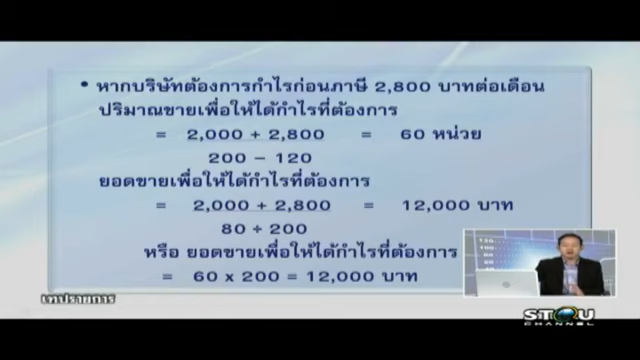 • หากบริษัทต้องการกำไรก่อนภาษี 2,800 บาทต่อเดือน
ปริมาณขายเพื่อให้ได้กำไรที่ต้องการ
= 2,000 + 2,800 = 60 หน่วย
200 – 120
ยอดขายเพื่อให้ได้กำไรที่ต้องการ
= 2,000 + 2,800 = 12,000 บาท
80 ÷ 200
หรือ ยอดขายเพื่อให้ได้กำไรที่ต้องการ
= 60 x 200 = 12,000 บาท
เทปรายการ
STOU
CHANNEL